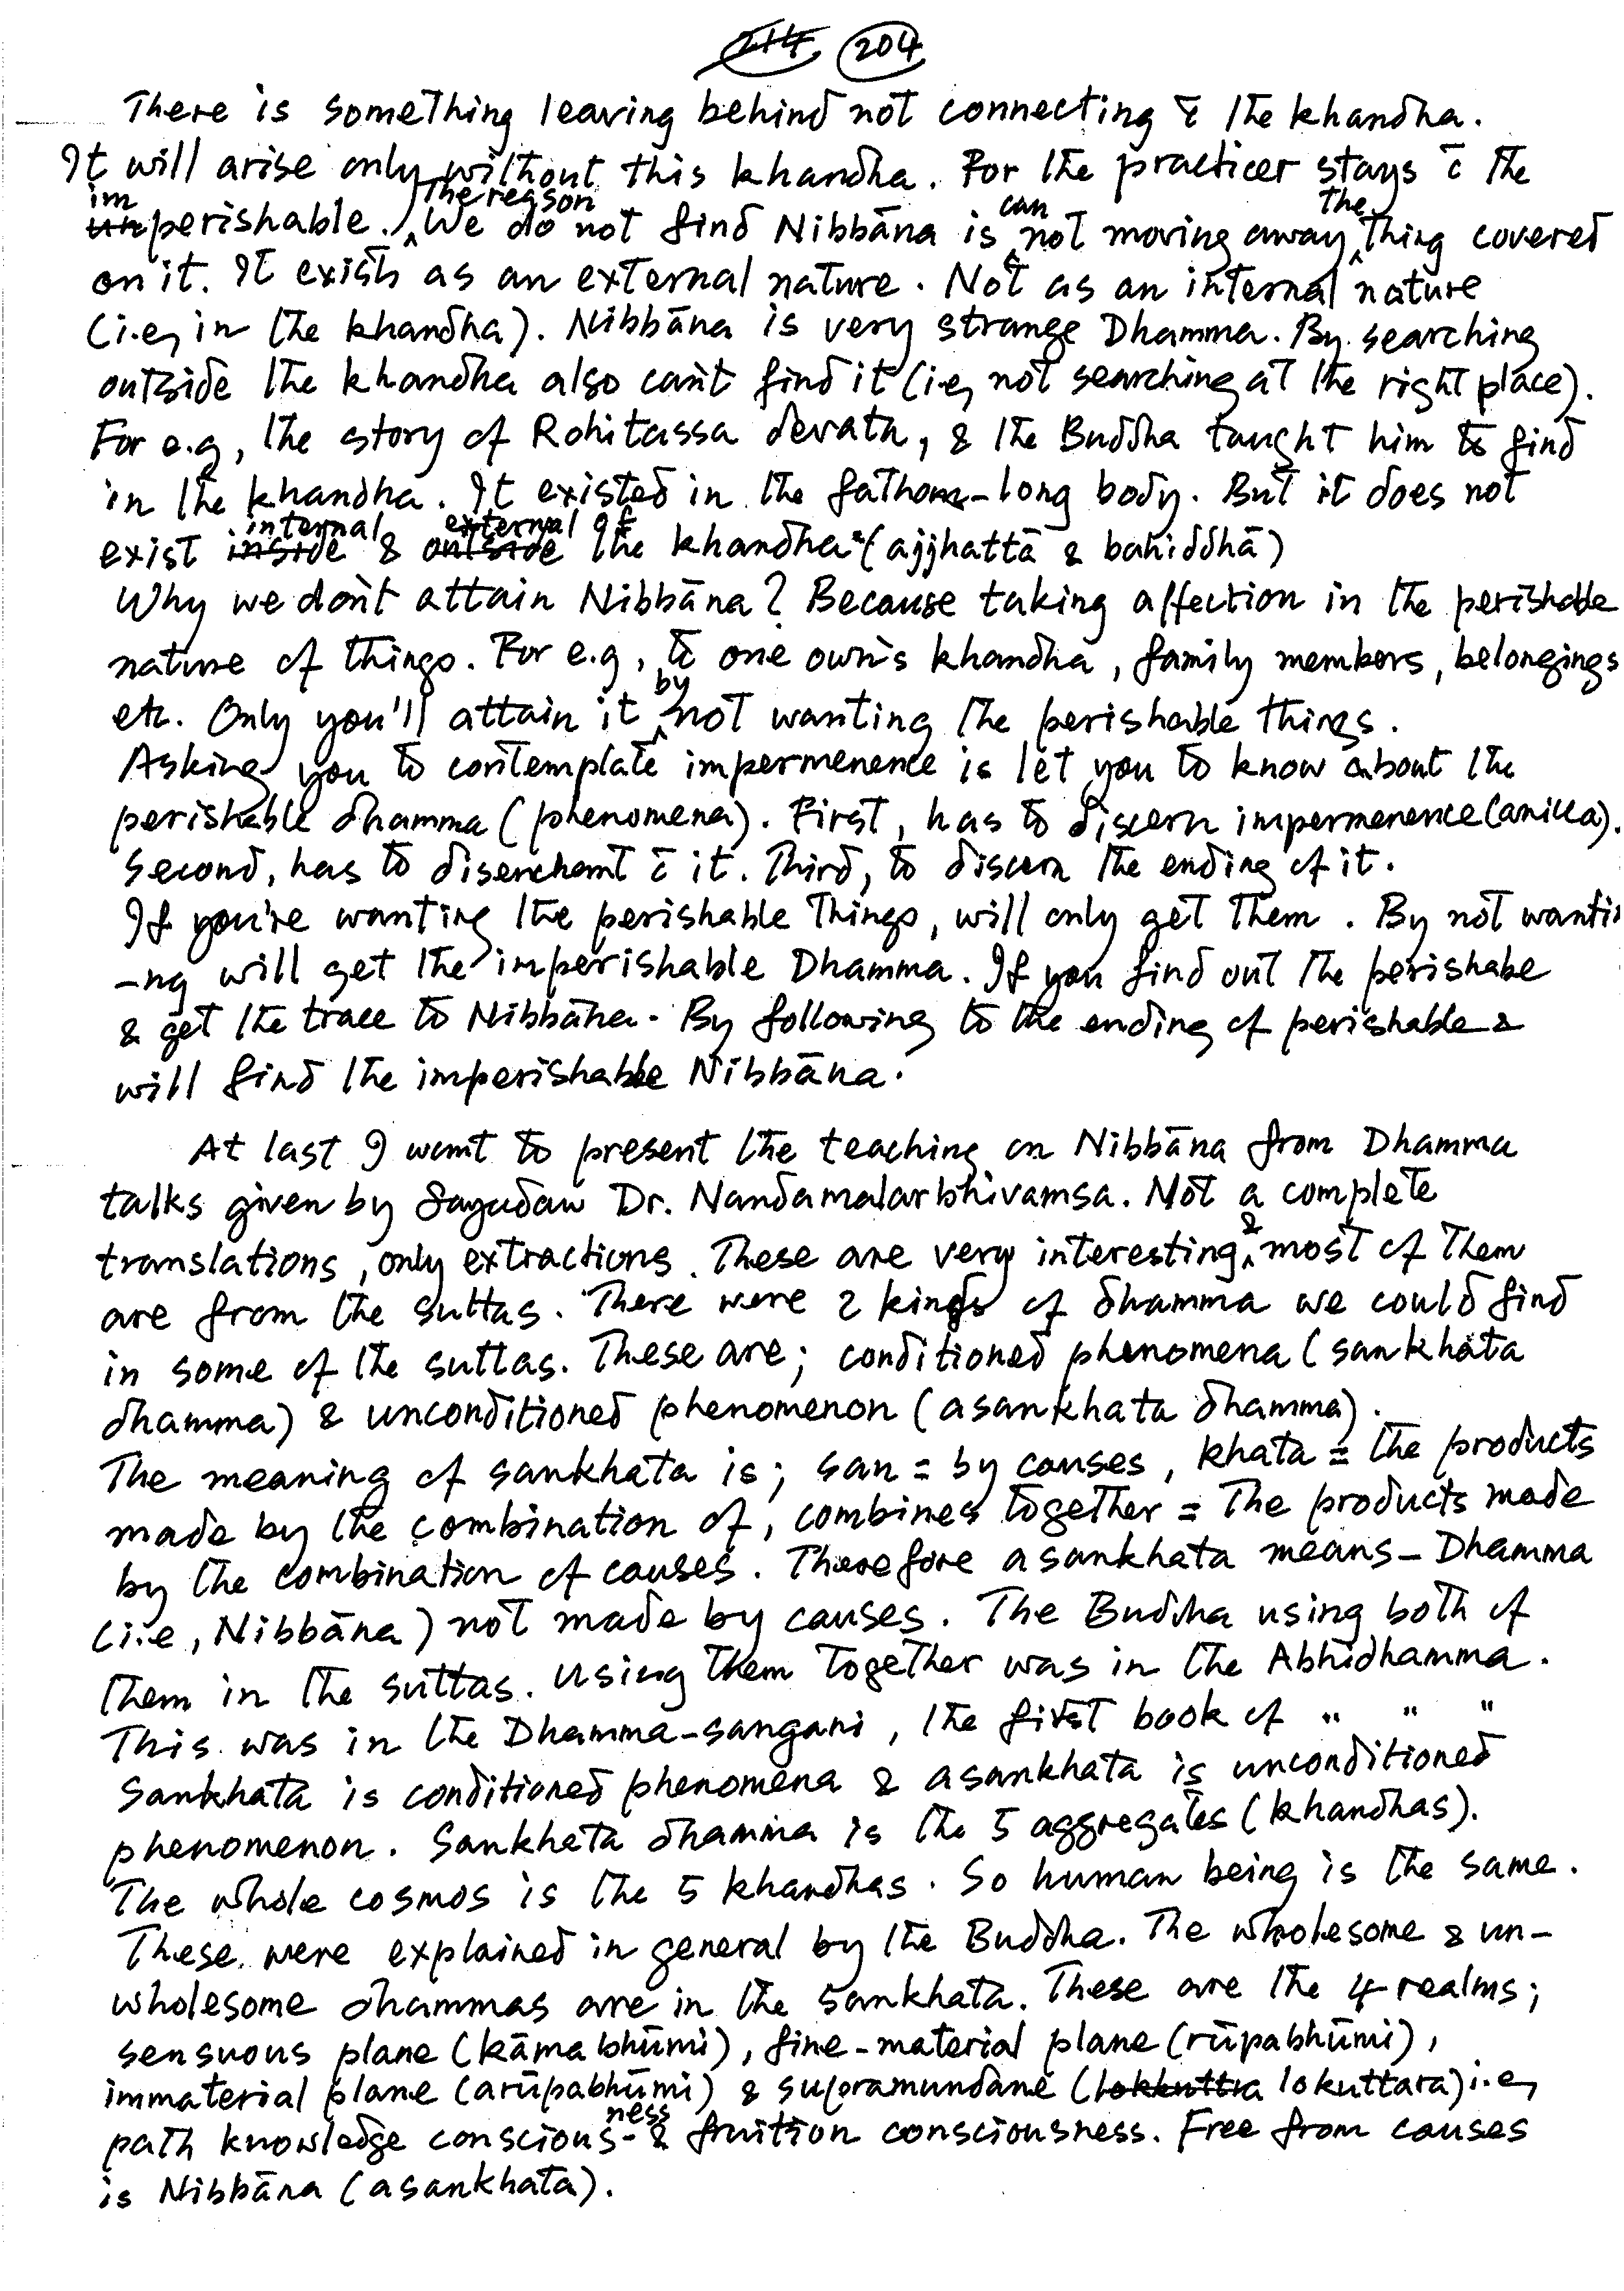 214 204
There is something leaving behind not connecting c̄ the khandha.
It will arise only without this khandha. For the practicer stays c̄ the
imperishable. The reason We do not find Nibbāna is can not moving away the thing covered
on it. It exists as an external nature. Not as an internal nature
(i.e, in the khandha). Nibbāna is very strange Dhamma. By searching
outside the khandha also can't find it (i.e, not searching at the right place).
For e.g, the story of Rohitassa devata, & the Buddha taught him to find
in the khandha. It existed in the fathom-long body. But it does not
exist internal & external of the khandha (ajjhattā & bahiddhā)
Why we don't attain Nibbāna? Because taking affection in the perishable
nature of things. For e.g, to one own's khandha, family members, belongings
etc. Only you'll attain it by not wanting the perishable things.
Asking you to contemplate impermenence is let you to know about the
perishable dhamma (phenomena). First, has to discern impermenence (anicca).
Second, has to disenchant c̄ it. Third, to discern the ending of it.
If you're wanting the perishable things, will only get them. By not wanti
-ng will get the imperishable Dhamma. If you find out the perishabe
& get the trace to Nibbāna. By following to the ending of perishable &
will find the imperishable Nibbāna.
At last I want to present the teaching on Nibbāna from Dhamma
talks given by Sayadaw Dr. Nandamalarbhivamsa. Not a complete
translations, only extractions. These are very interesting & most of them
are from the suttas. There were 2 kinds of dhamma we could find
in some of the suttas. These are; conditioned phenomena (sankhata
dhamma) & unconditioned phenomenon (asankhata dhamma).
The meaning of sankhata is; san = by causes, khata = the products
made by the combination of, combines together = The products made
by the combination of causes. Therefore asankhata means - Dhamma
(i.e, Nibbāna) not made by causes. The Buddha using both of
them in the suttas. Using them together was in the Abhidhamma.
This was in the Dhamma-sangani, the first book of " " "
Sankhata is conditioned phenomena & asankhata is unconditioned
phenomenon. Sankhata dhamma is the 5 aggregates (khandhas).
The whole cosmos is the 5 khandhas. So human being is the same.
These were explained in general by the Buddha. The wholesome & un-
wholesome dhammas are in the sankhata. These are the 4 realms;
sensuous plane (kāmabhūmi), fine-material plane (rūpabhūmi),
immaterial plane (arūpabhūmi) & supramundane (lokkuttra lokuttara) i.e,
path knowledge consciousness & fruition consciousness. Free from causes
is Nibbāna (asankhata).